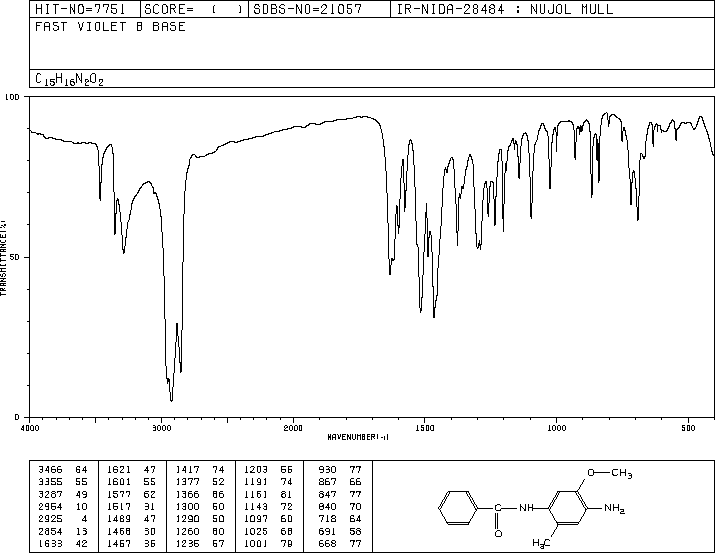 HIT-NO=7751 SCORE= ( ) SDBS-NO=21057 IR-NIDA-28484 : NUJOL MULL
FAST VIOLET B BASE
C15H16N2O2
100
50
0
TRANSMITTANCE(%)
4000 3000 2000 1500 1000 500
WAVENUMBER(-1)
3466 64 1621 47 1417 74 1203 56 930 77
3355 55 1601 55 1377 52 1191 74 867 66
3287 49 1577 62 1366 86 1161 81 847 77
2954 10 1517 31 1300 60 1143 72 840 70
2925 4 1489 47 1290 50 1097 60 718 64
2854 13 1468 30 1260 80 1025 68 691 58
1633 42 1457 36 1236 57 1001 79 668 77
O—CH3
NH
NH2
O
H3C